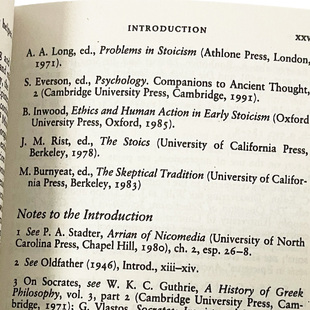 INTRODUCTION
A. A. Long, ed., Problems in Stoicism (Athlone Press, London,
1971).
S. Everson, ed., Psychology. Companions to Ancient Thought,
2 (Cambridge University Press, Cambridge, 1991).
B. Inwood, Ethics and Human Action in Early Stoicism (Oxford
University Press, Oxford, 1985).
J. M. Rist, ed., The Stoics (University of California Press,
Berkeley, 1978).
M. Burnyeat, ed., The Skeptical Tradition (University of Califor-
nia Press, Berkeley, 1983)
Notes to the Introduction
1 See P. A. Stadter, Arrian of Nicomedia (University of North
Carolina Press, Chapel Hill, 1980), ch. 2, esp. 26–8.
2 See Oldfather (1946), Introd., xiii–xiv.
3 On Socrates, see W. K. C. Guthrie, A History of Greek
Philosophy, vol. 3, part 2 (Cambridge University Press, Cam-
bridge, 1971); G. Vlastos, Socrates, Ironist